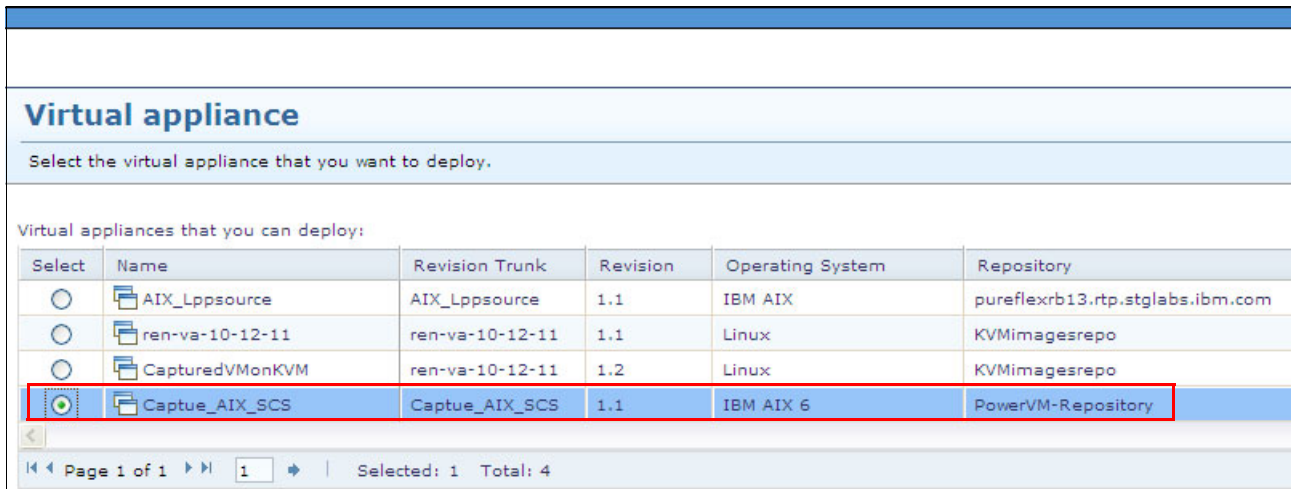 Virtual appliance
Select the virtual appliance that you want to deploy.
Virtual appliances that you can deploy:
Select Name Revision Trunk Revision Operating System Repository
AIX_Lppsource AIX_Lppsource 1.1 IBM AIX pureflexrb13.rtp.stglabs.ibm.com
ren-va-10-12-11 ren-va-10-12-11 1.1 Linux KVMimagesrepo
CapturedVMonKVM ren-va-10-12-11 1.2 Linux KVMimagesrepo
Captue_AIX_SCS Captue_AIX_SCS 1.1 IBM AIX 6 PowerVM-Repository
Page 1 of 1 1 Selected: 1 Total: 4